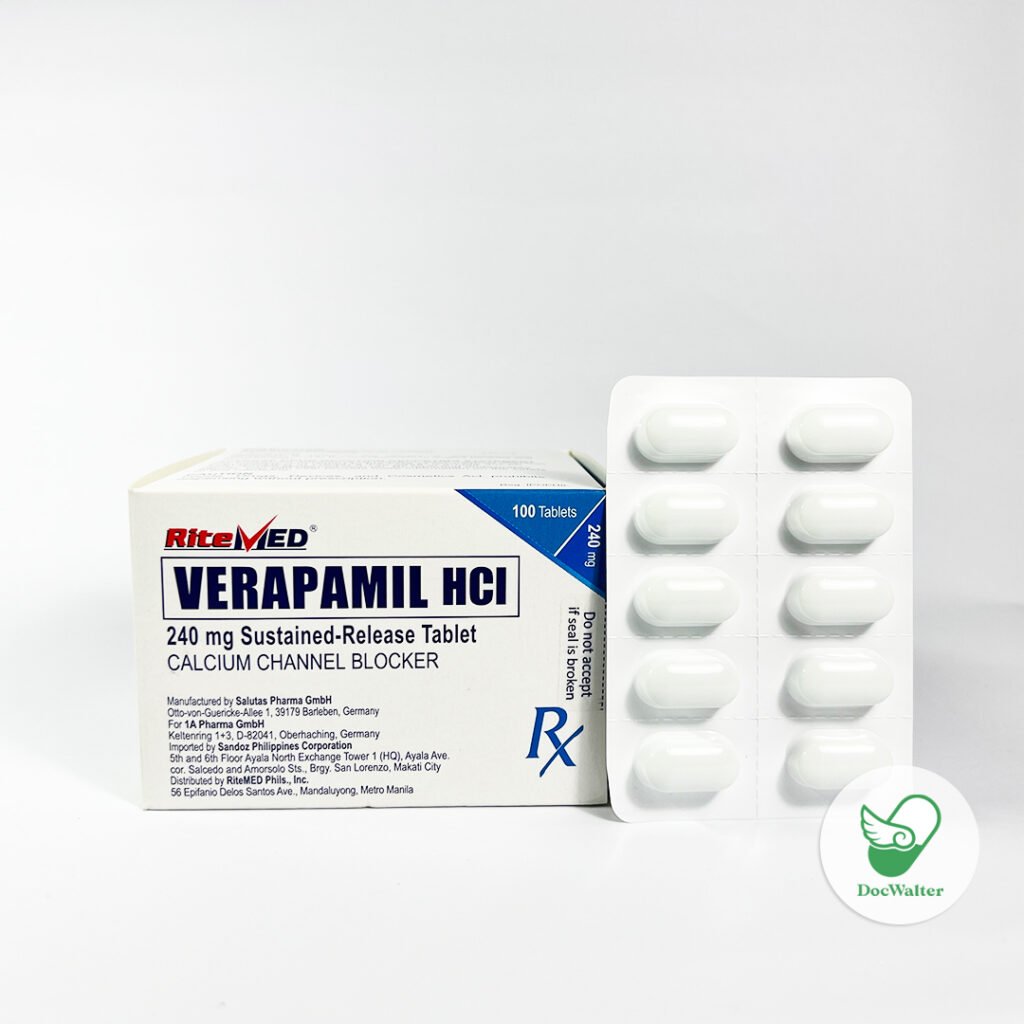 100 Tablets
240 mg
RiteMED®
VERAPAMIL HCl
240 mg Sustained-Release Tablet
CALCIUM CHANNEL BLOCKER
Do not accept
if seal is broken
Manufactured by Salutas Pharma GmbH
Otto-von-Guericke-Allee 1, 39179 Barleben, Germany
For 1A Pharma GmbH
Keltenring 1+3, D-82041, Oberhaching, Germany
Imported by Sandoz Philippines Corporation
5th and 6th Floor Ayala North Exchange Tower 1 (HQ), Ayala Ave.
cor. Salcedo and Amorsolo Sts., Brgy. San Lorenzo, Makati City
Distributed by RiteMED Phils., Inc.
56 Epifanio Delos Santos Ave., Mandaluyong, Metro Manila
Rx
DocWalter